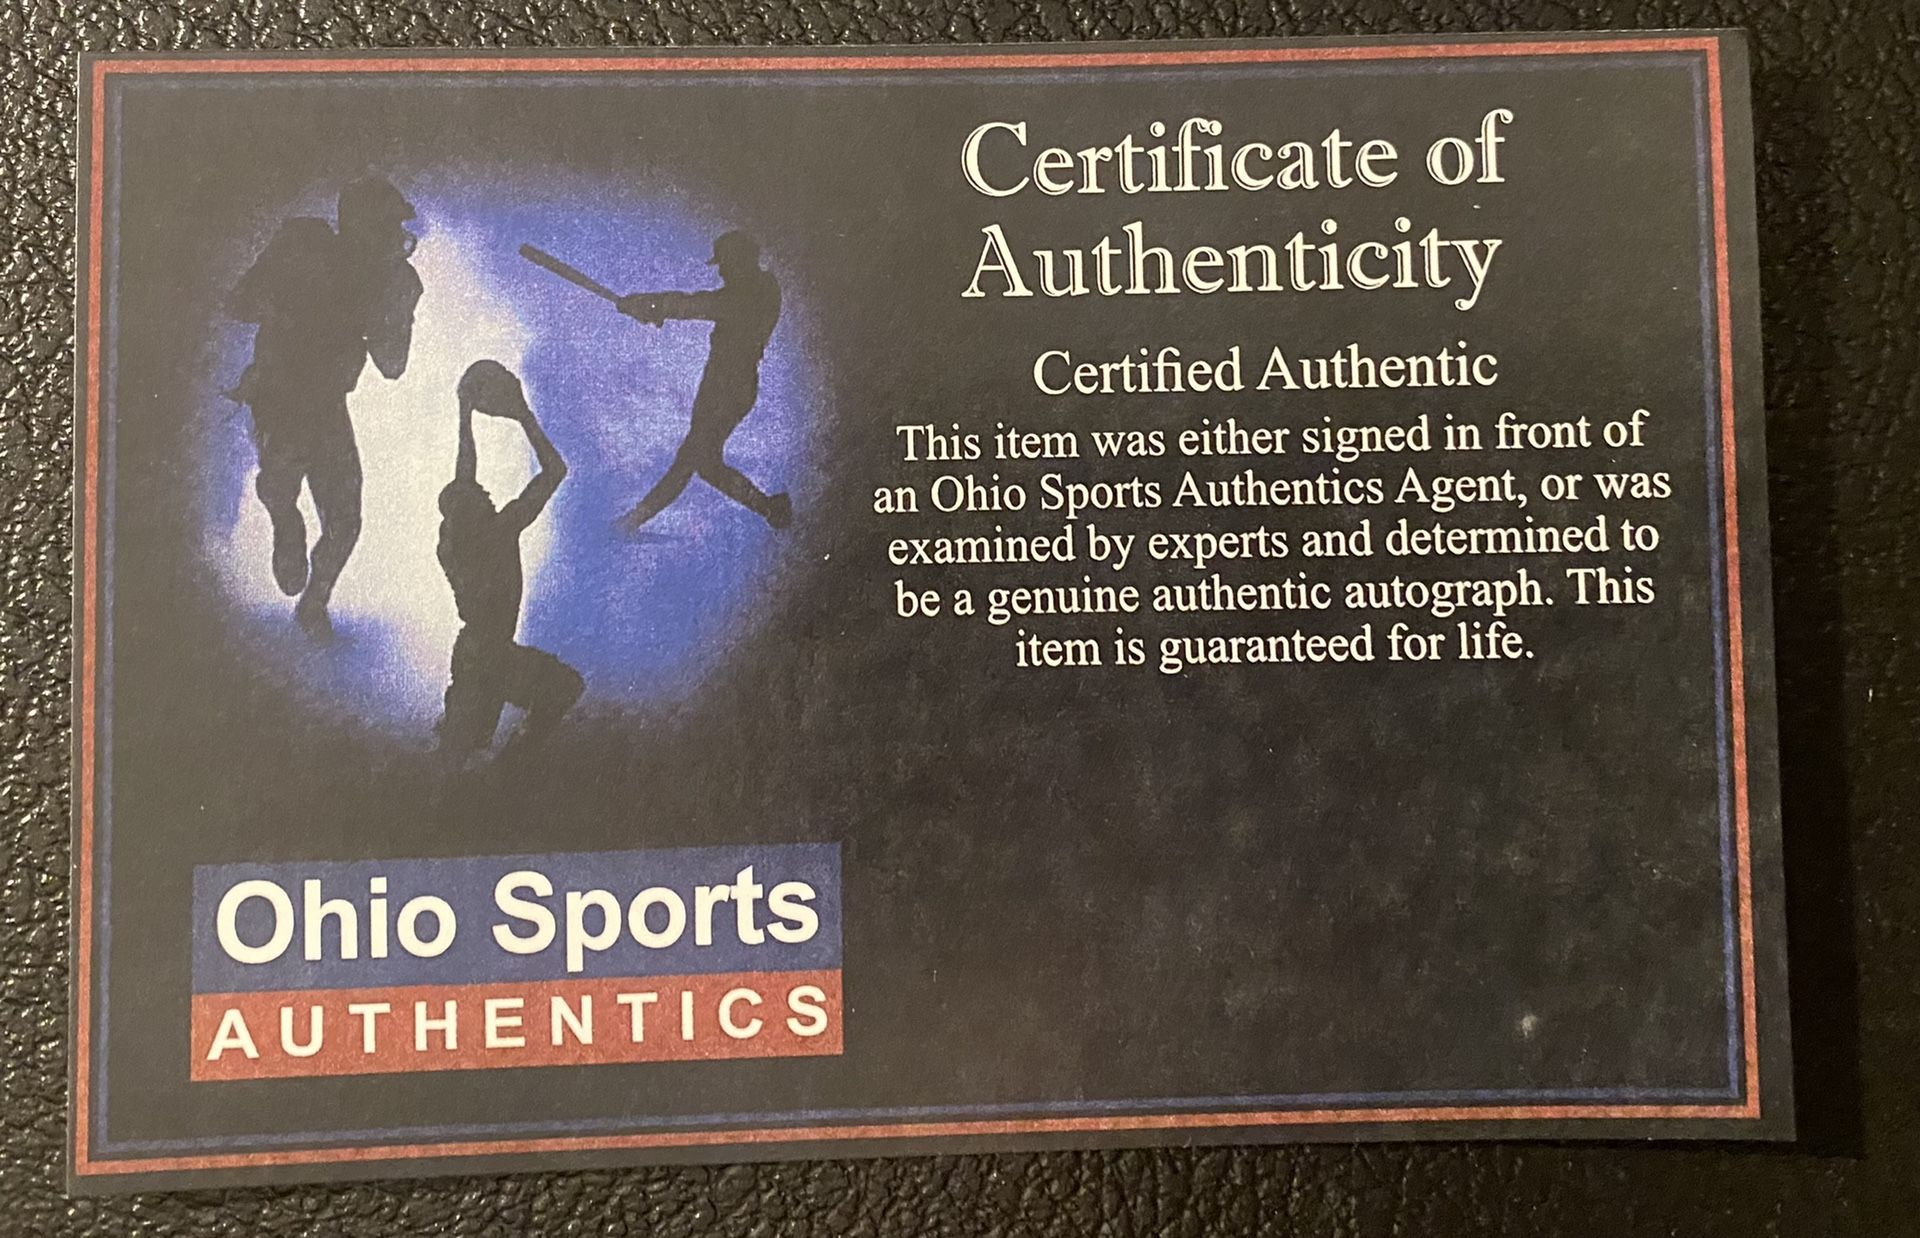 Certificate of
Authenticity
Certified Authentic
This item was either signed in front of
an Ohio Sports Authentics Agent, or was
examined by experts and determined to
be a genuine authentic autograph. This
item is guaranteed for life.
Ohio Sports
AUTHENTICS